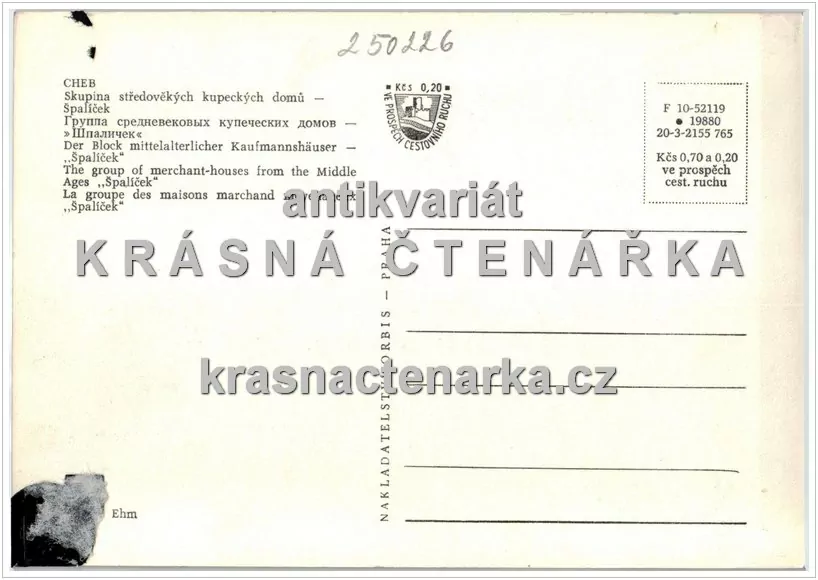 250226
CHEB
Skupina středověkých kupeckých domů —
Špalíček
Группа средневековых купеческих домов —
»Шпаличек«
Der Block mittelalterlicher Kaufmannshäuser —
,,Špalíček“
The group of merchant-houses from the Middle
Ages ,,Špalíček“
La groupe des maisons marchand
,,Špalíček“
Kčs 0,20
VE PROSPĚCH CESTOVNÍHO RUCHU
F 10-52119
● 19880
20-3-2155 765
Kčs 0,70 a 0,20
ve prospěch
cest. ruchu
antikvariát
KRÁSNÁ ČTENÁŘKA
krasnactenarka.cz
NAKLADATELSTVÍ ORBIS — PRAHA
Ehm